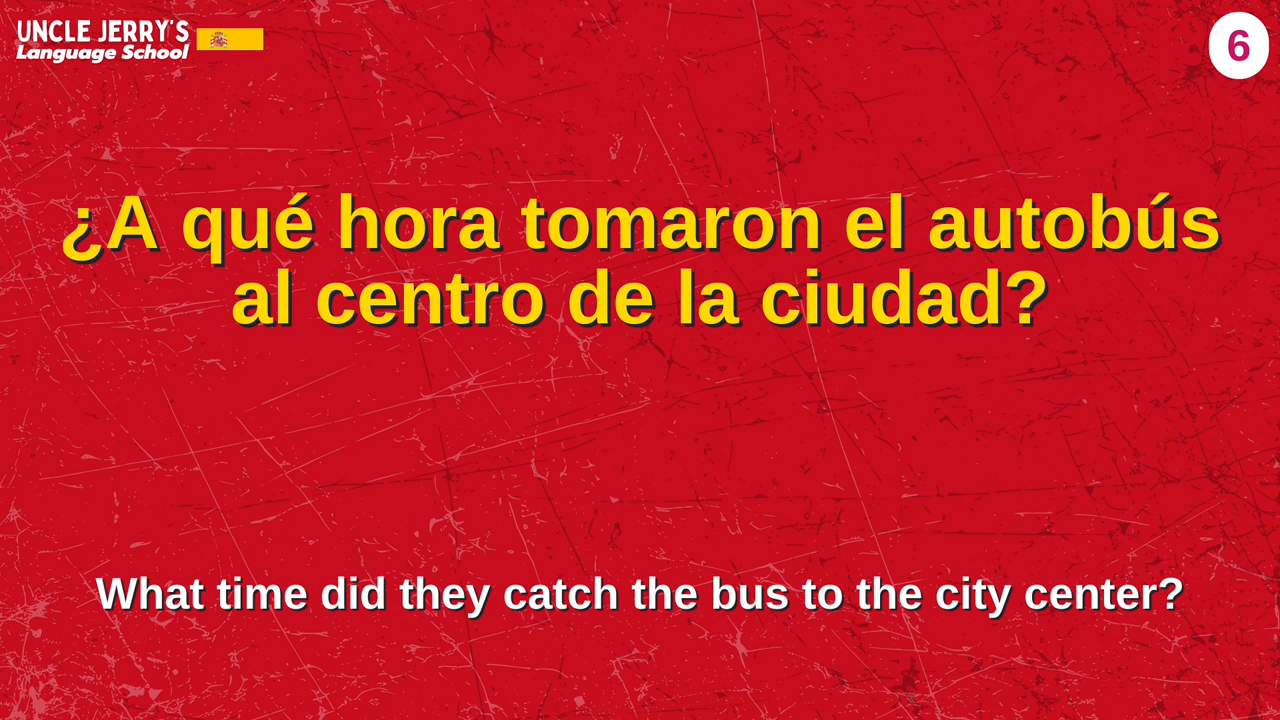 UNCLE JERRY'S
Language School
6
¿A qué hora tomaron el autobús
al centro de la ciudad?
What time did they catch the bus to the city center?